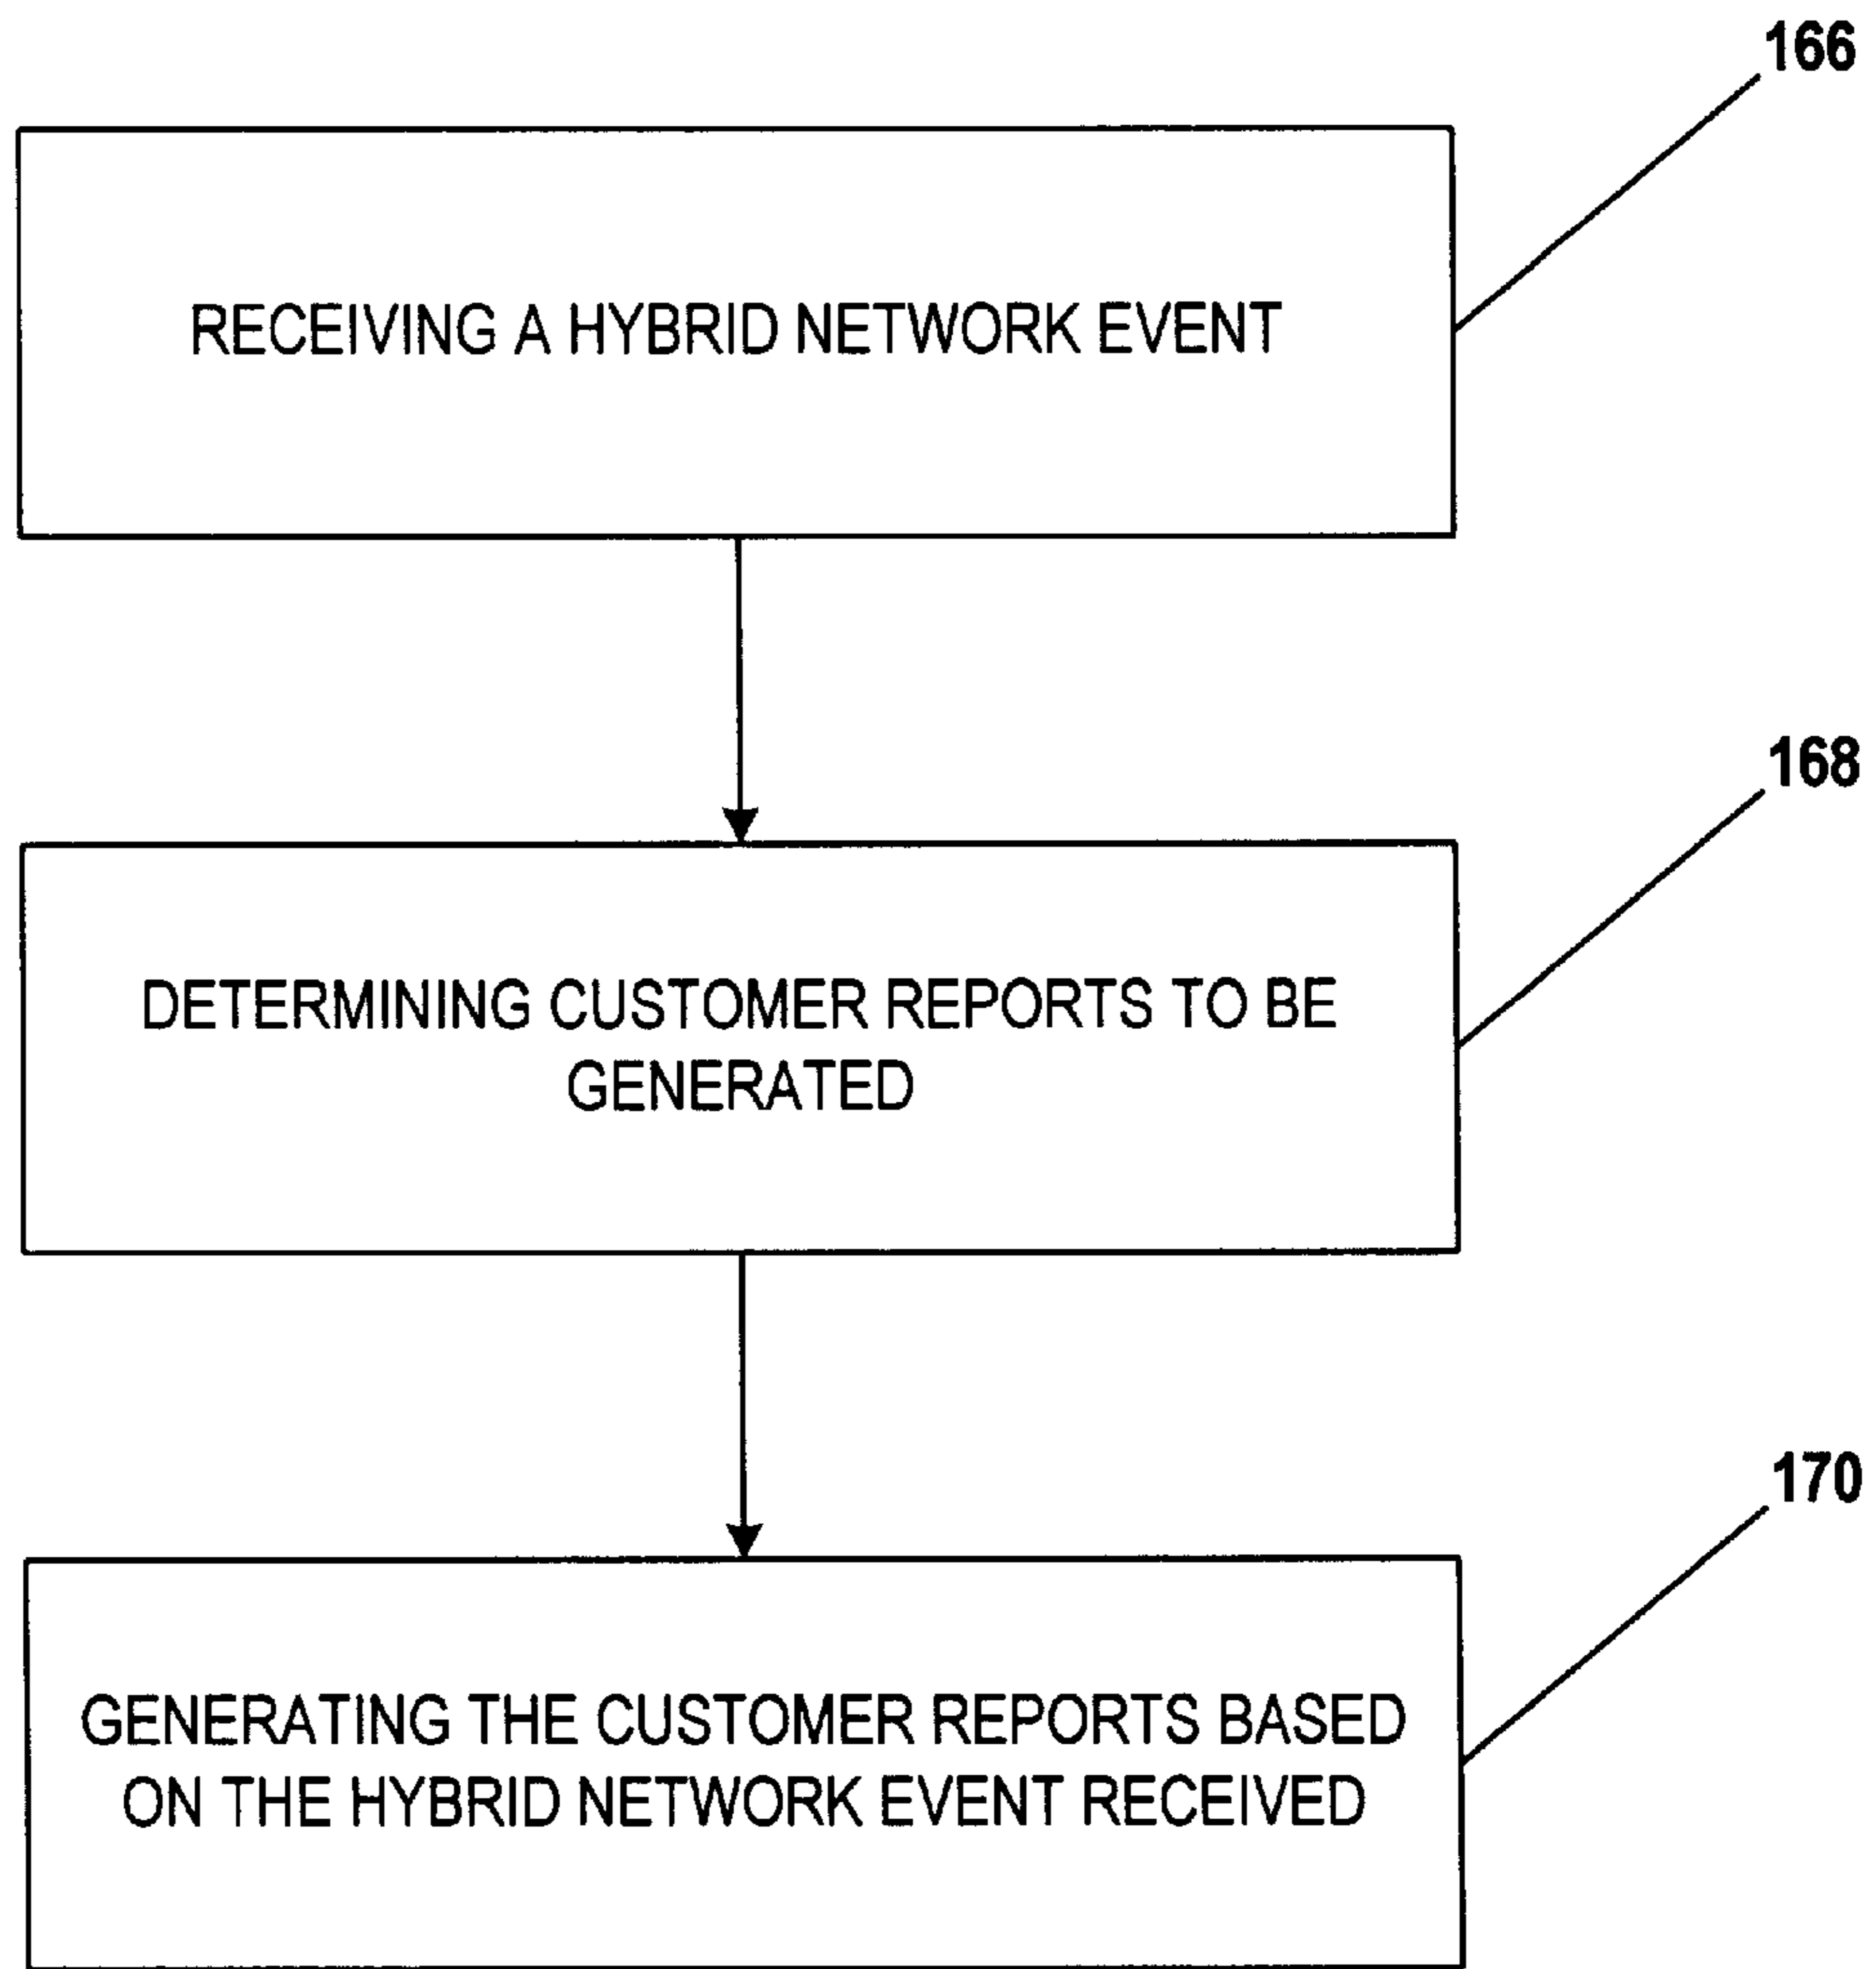 166
RECEIVING A HYBRID NETWORK EVENT
168
DETERMINING CUSTOMER REPORTS TO BE
GENERATED
170
GENERATING THE CUSTOMER REPORTS BASED
ON THE HYBRID NETWORK EVENT RECEIVED